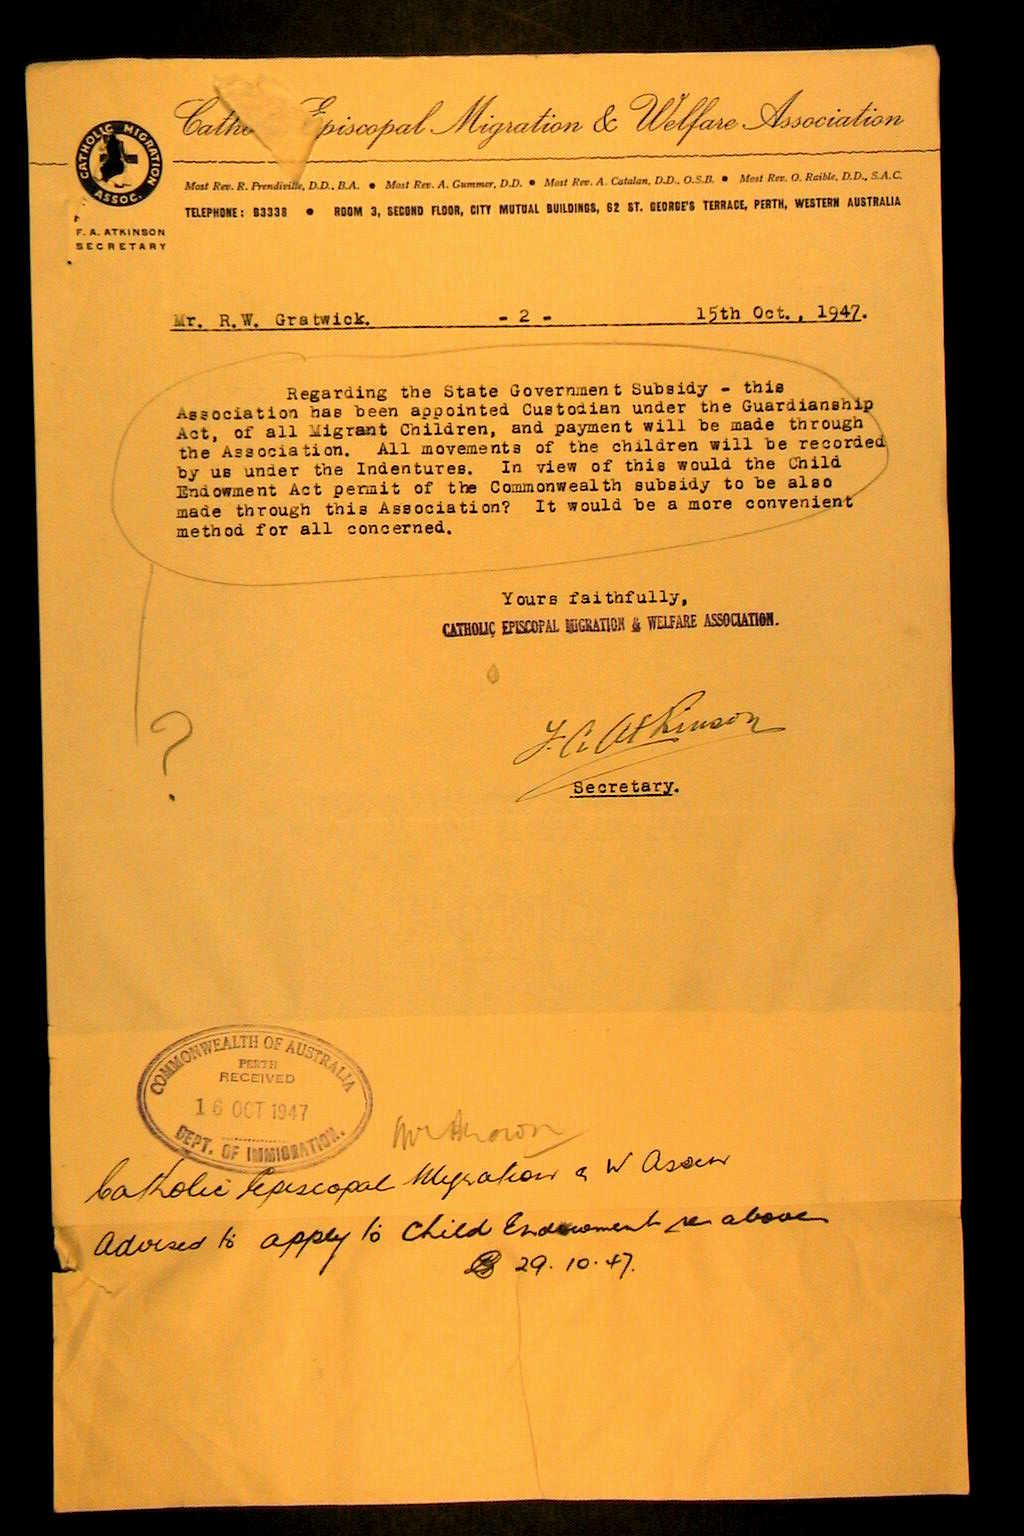 Catho Episcopal Migration & Welfare Association
CATHOLIC MIGRATION ASSOC.
Most Rev. R. Prendiville, D.D., B.A. ● Most Rev. A. Gummer, D.D. ● Most Rev. A. Catalan, D.D., O.S.B. ● Most Rev. O. Raible, D.D., S.A.C.
TELEPHONE: B3338 ● ROOM 3, SECOND FLOOR, CITY MUTUAL BUILDINGS, 62 ST. GEORGE'S TERRACE, PERTH, WESTERN AUSTRALIA
F. A. ATKINSON
SECRETARY
Mr. R.W. Gratwick. - 2 - 15th Oct., 1947.
Regarding the State Government Subsidy - this
Association has been appointed Custodian under the Guardianship
Act, of all Migrant Children, and payment will be made through
the Association. All movements of the children will be recorded
by us under the Indentures. In view of this would the Child
Endowment Act permit of the Commonwealth subsidy to be also
made through this Association? It would be a more convenient
method for all concerned.
Yours faithfully,
CATHOLIC EPISCOPAL MIGRATION & WELFARE ASSOCIATION.
F. A. Atkinson
?
Secretary.
COMMONWEALTH OF AUSTRALIA
PERTH
RECEIVED
16 OCT 1947
DEPT. OF IMMIGRATION.
Catholic Episcopal Migration & W Assocn
Advised to apply to Child Endowment re above
29.10.47.